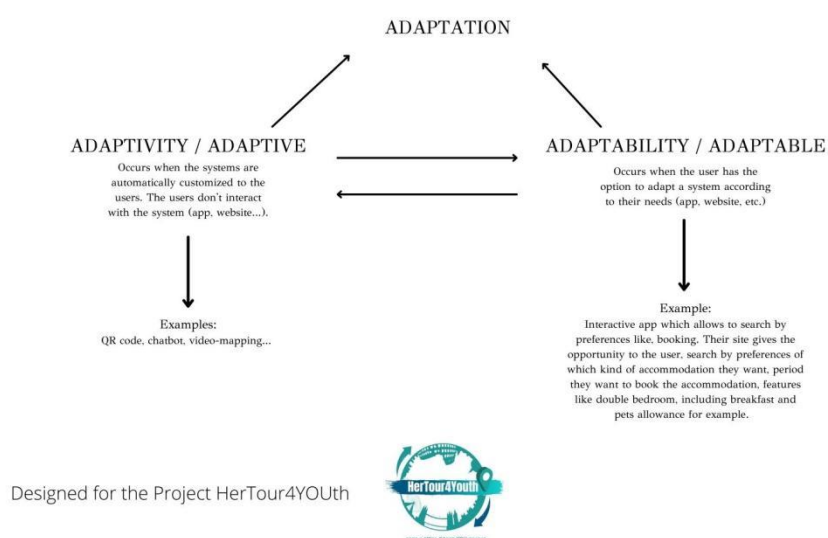 ADAPTATION
ADAPTIVITY / ADAPTIVE
Occurs when the systems are
automatically customized to the
users. The users don't interact
with the system (app, website...).
ADAPTABILITY / ADAPTABLE
Occurs when the user has the
option to adapt a system according
to their needs (app, website, etc.)
Examples:
QR code, chatbot, video-mapping...
Example:
Interactive app which allows to search by
preferences like, booking. Their site gives the
opportunity to the user, search by preferences of
which kind of accommodation they want, period
they want to book the accommodation, features
like double bedroom, including breakfast and
pets allowance for example.
Designed for the Project HerTour4YOUth
HerTour4Youth